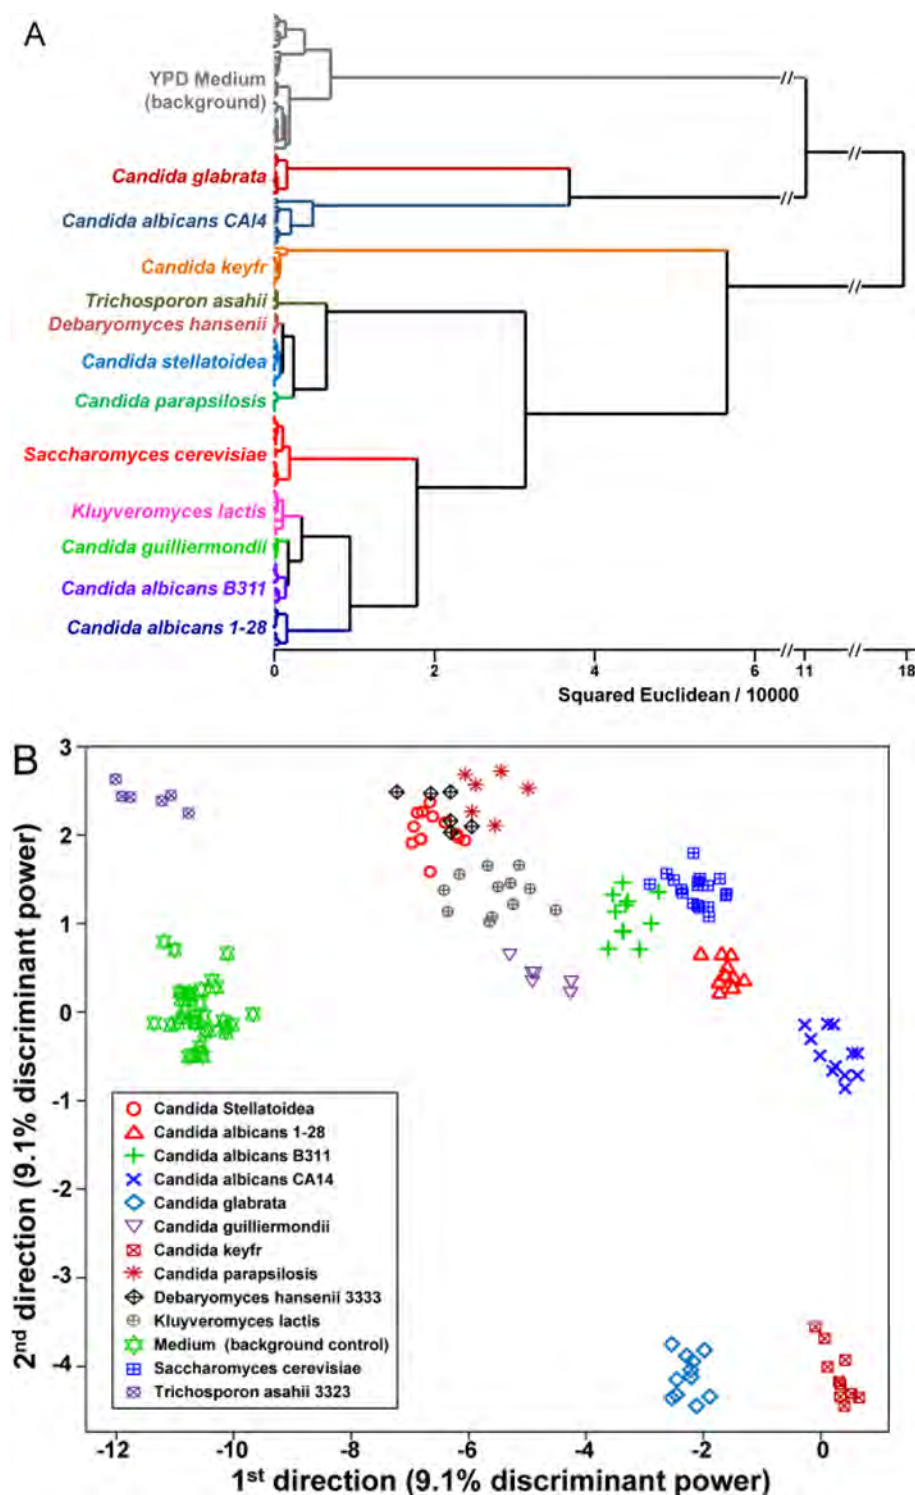 A
YPD Medium
(background)
Candida glabrata
Candida albicans CAI4
Candida keyfr
Trichosporon asahii
Debaryomyces hansenii
Candida stellatoidea
Candida parapsilosis
Saccharomyces cerevisiae
Kluyveromyces lactis
Candida guilliermondii
Candida albicans B311
Candida albicans 1-28
0 2 4 6 11 18
Squared Euclidean / 10000
B
3
2
1
0
-1
-2
-3
-4
2nd direction (9.1% discriminant power)
Candida Stellatoidea
Candida albicans 1-28
Candida albicans B311
Candida albicans CA14
Candida glabrata
Candida guilliermondii
Candida keyfr
Candida parapsilosis
Debaryomyces hansenii 3333
Kluyveromyces lactis
Medium (background control)
Saccharomyces cerevisiae
Trichosporon asahii 3323
-12 -10 -8 -6 -4 -2 0
1st direction (9.1% discriminant power)